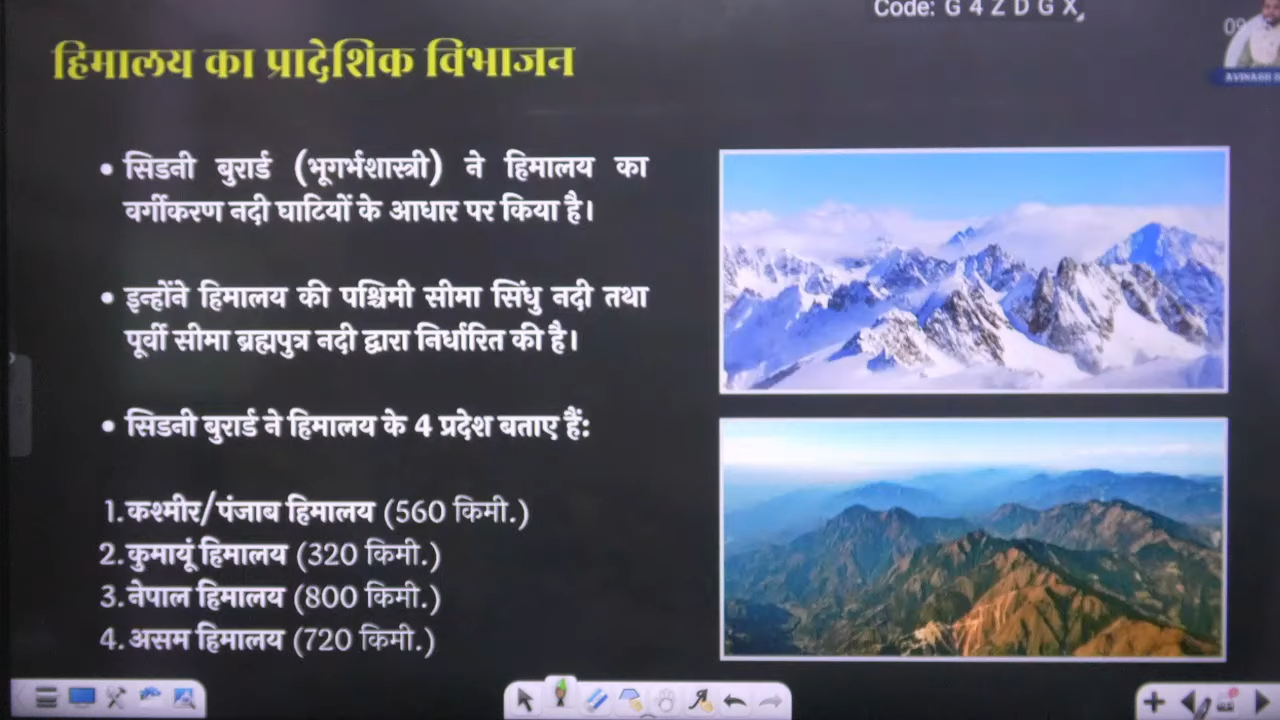 Code: G 4 Z D G X
09
हिमालय का प्रादेशिक विभाजन
AVINASH
• सिडनी बुरार्ड (भूगर्भशास्त्री) ने हिमालय का
वर्गीकरण नदी घाटियों के आधार पर किया है।
• इन्होंने हिमालय की पश्चिमी सीमा सिंधु नदी तथा
पूर्वी सीमा ब्रह्मपुत्र नदी द्वारा निर्धारित की है।
• सिडनी बुरार्ड ने हिमालय के 4 प्रदेश बताए हैं:
1. कश्मीर/पंजाब हिमालय (560 किमी.)
2. कुमायूं हिमालय (320 किमी.)
3. नेपाल हिमालय (800 किमी.)
4. असम हिमालय (720 किमी.)